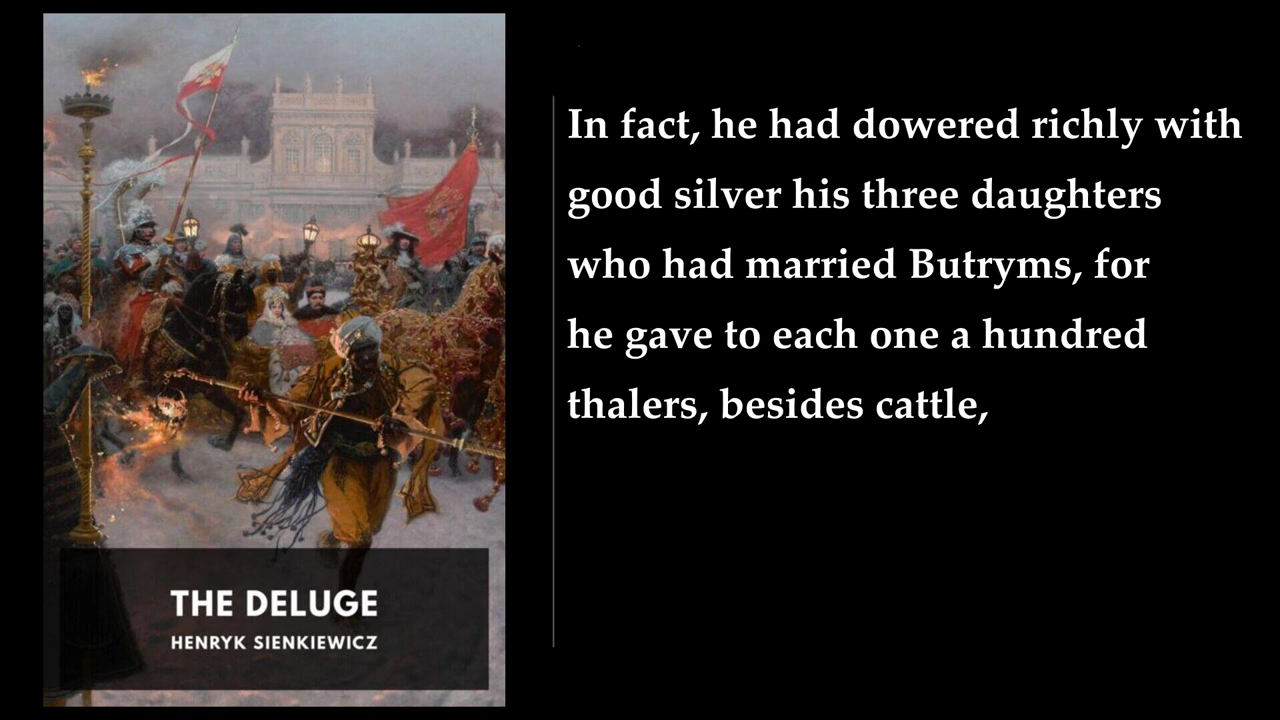 In fact, he had dowered richly with
good silver his three daughters
who had married Butryms, for
he gave to each one a hundred
thalers, besides cattle,
THE DELUGE
HENRYK SIENKIEWICZ